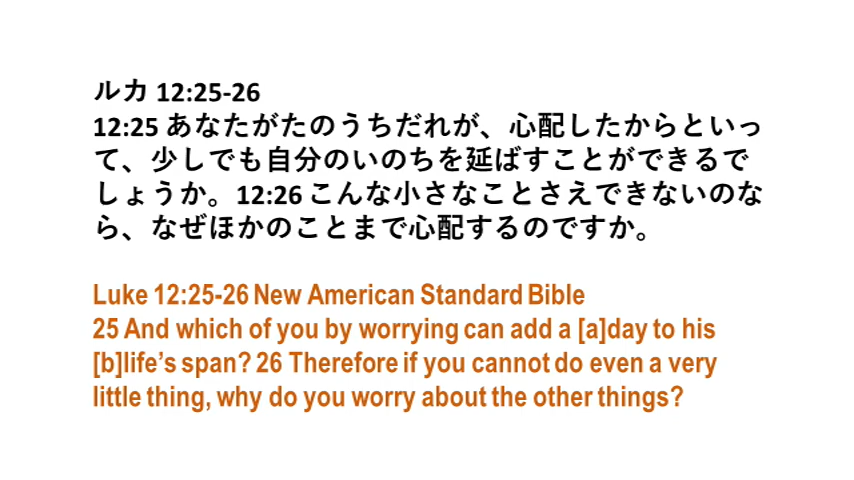 ルカ 12:25-26
12:25 あなたがたのうちだれが、心配したからといっ
て、少しでも自分のいのちを延ばすことができるで
しょうか。12:26 こんな小さなことさえできないのな
ら、なぜほかのことまで心配するのですか。
Luke 12:25-26 New American Standard Bible
25 And which of you by worrying can add a [a]day to his
[b]life’s span? 26 Therefore if you cannot do even a very
little thing, why do you worry about the other things?